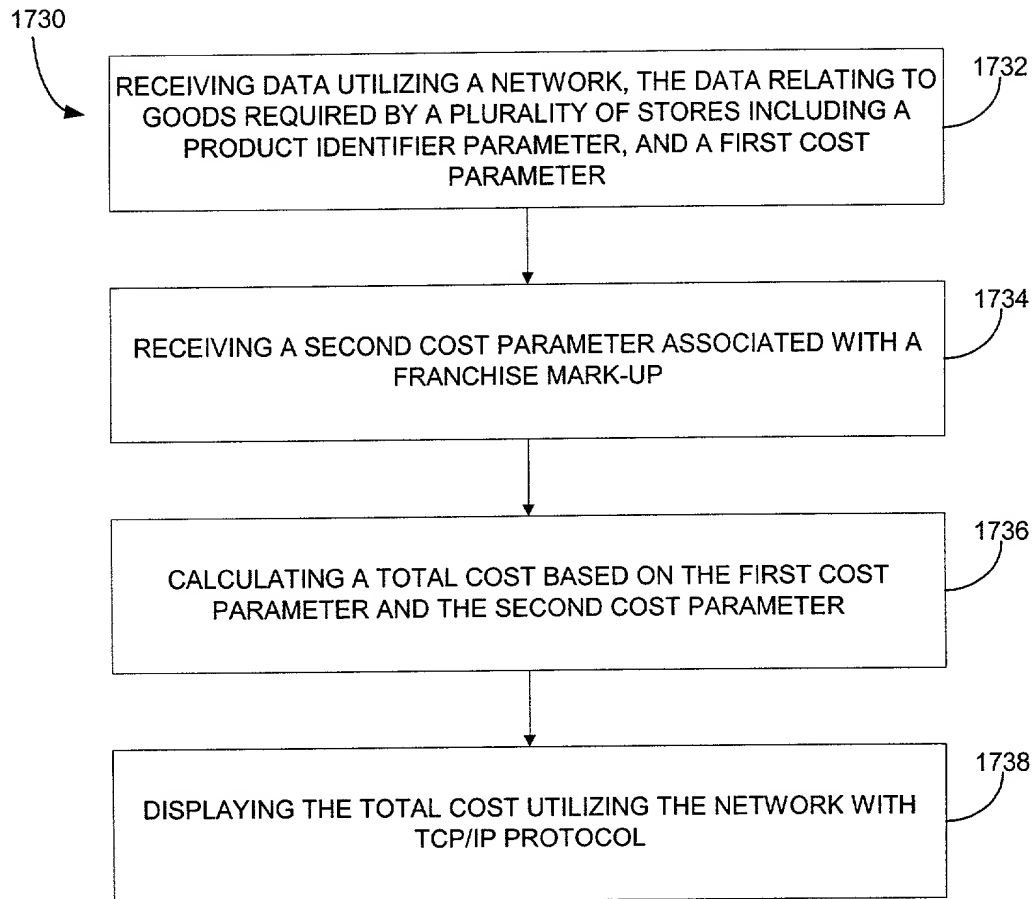 1730
RECEIVING DATA UTILIZING A NETWORK, THE DATA RELATING TO
GOODS REQUIRED BY A PLURALITY OF STORES INCLUDING A
PRODUCT IDENTIFIER PARAMETER, AND A FIRST COST
PARAMETER
1732
RECEIVING A SECOND COST PARAMETER ASSOCIATED WITH A
FRANCHISE MARK-UP
1734
CALCULATING A TOTAL COST BASED ON THE FIRST COST
PARAMETER AND THE SECOND COST PARAMETER
1736
DISPLAYING THE TOTAL COST UTILIZING THE NETWORK WITH
TCP/IP PROTOCOL
1738